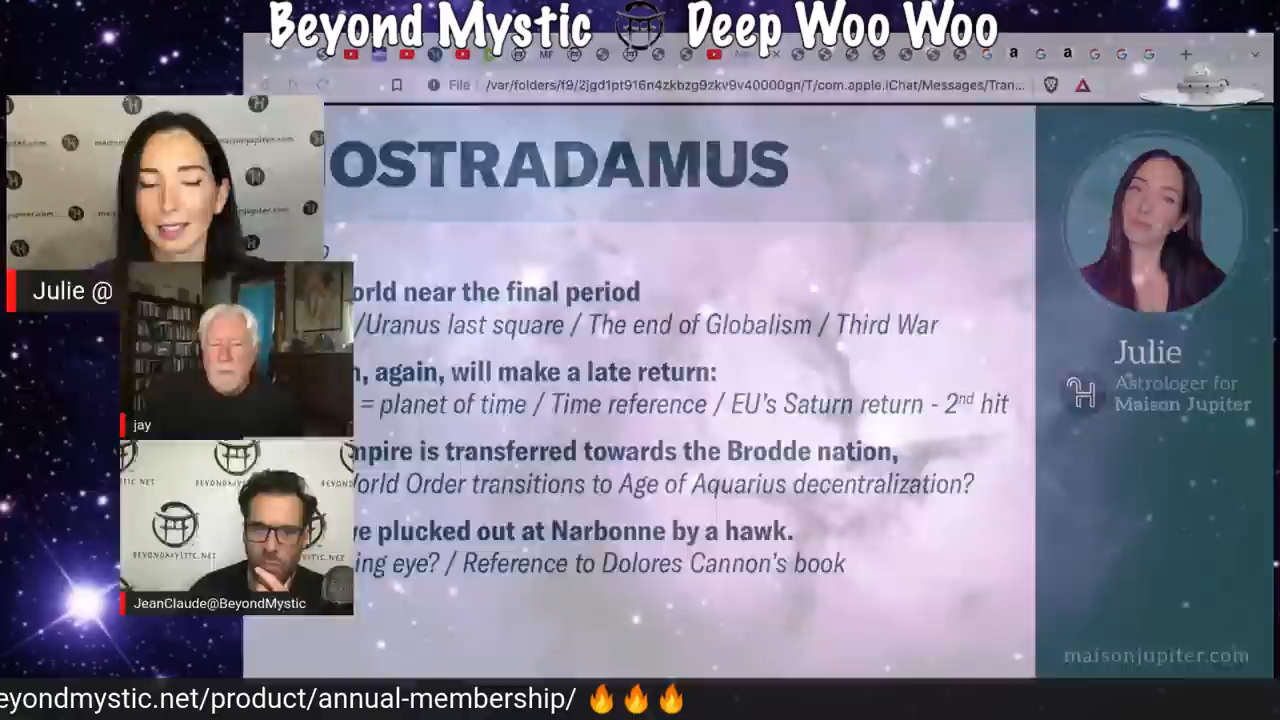 Beyond Mystic Deep Woo Woo
File /var/folders/f9/2jgd1pt916n4zkbzg9zkv9v40000gn/T/com.apple.iChat/Messages/Tran...
OSTRADAMUS
orld near the final period
/Uranus last square / The end of Globalism / Third War
n, again, will make a late return:
= planet of time / Time reference / EU's Saturn return - 2nd hit
mpire is transferred towards the Brodde nation,
orld Order transitions to Age of Aquarius decentralization?
ve plucked out at Narbonne by a hawk.
ing eye? / Reference to Dolores Cannon's book
Julie
Astrologer for
Maison Jupiter
maisonjupiter.com
Julie @
jay
BEYONDMYSTIC.NET
JeanClaude@BeyondMystic
eyondmystic.net/product/annual-membership/ 🔥🔥🔥